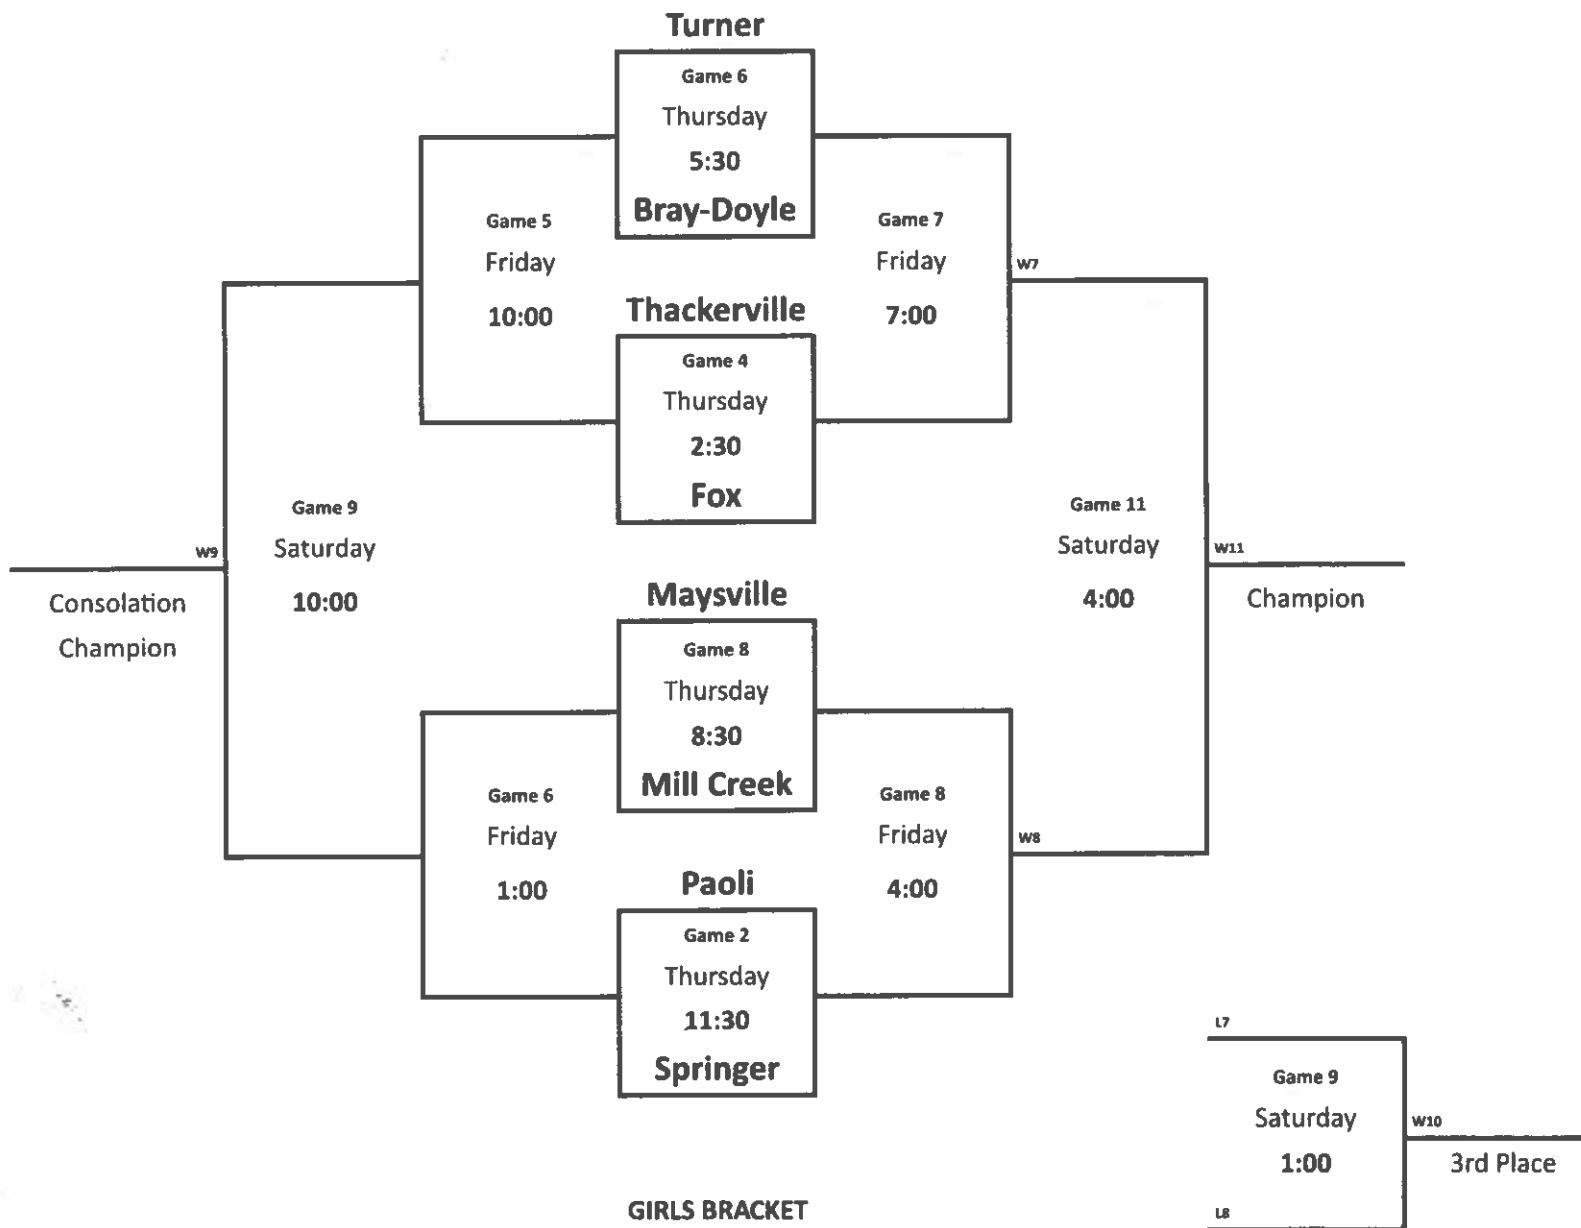 Turner
Game 6
Thursday
5:30
Bray-Doyle
Game 5
Friday
10:00
Game 7
Friday
7:00
W7
Thackerville
Game 4
Thursday
2:30
Fox
Game 9
Saturday
10:00
W9
Consolation
Champion
Game 11
Saturday
4:00
W11
Champion
Maysville
Game 8
Thursday
8:30
Mill Creek
Game 6
Friday
1:00
Game 8
Friday
4:00
W8
Paoli
Game 2
Thursday
11:30
Springer
L7
Game 9
Saturday
1:00
W10
3rd Place
L8
GIRLS BRACKET